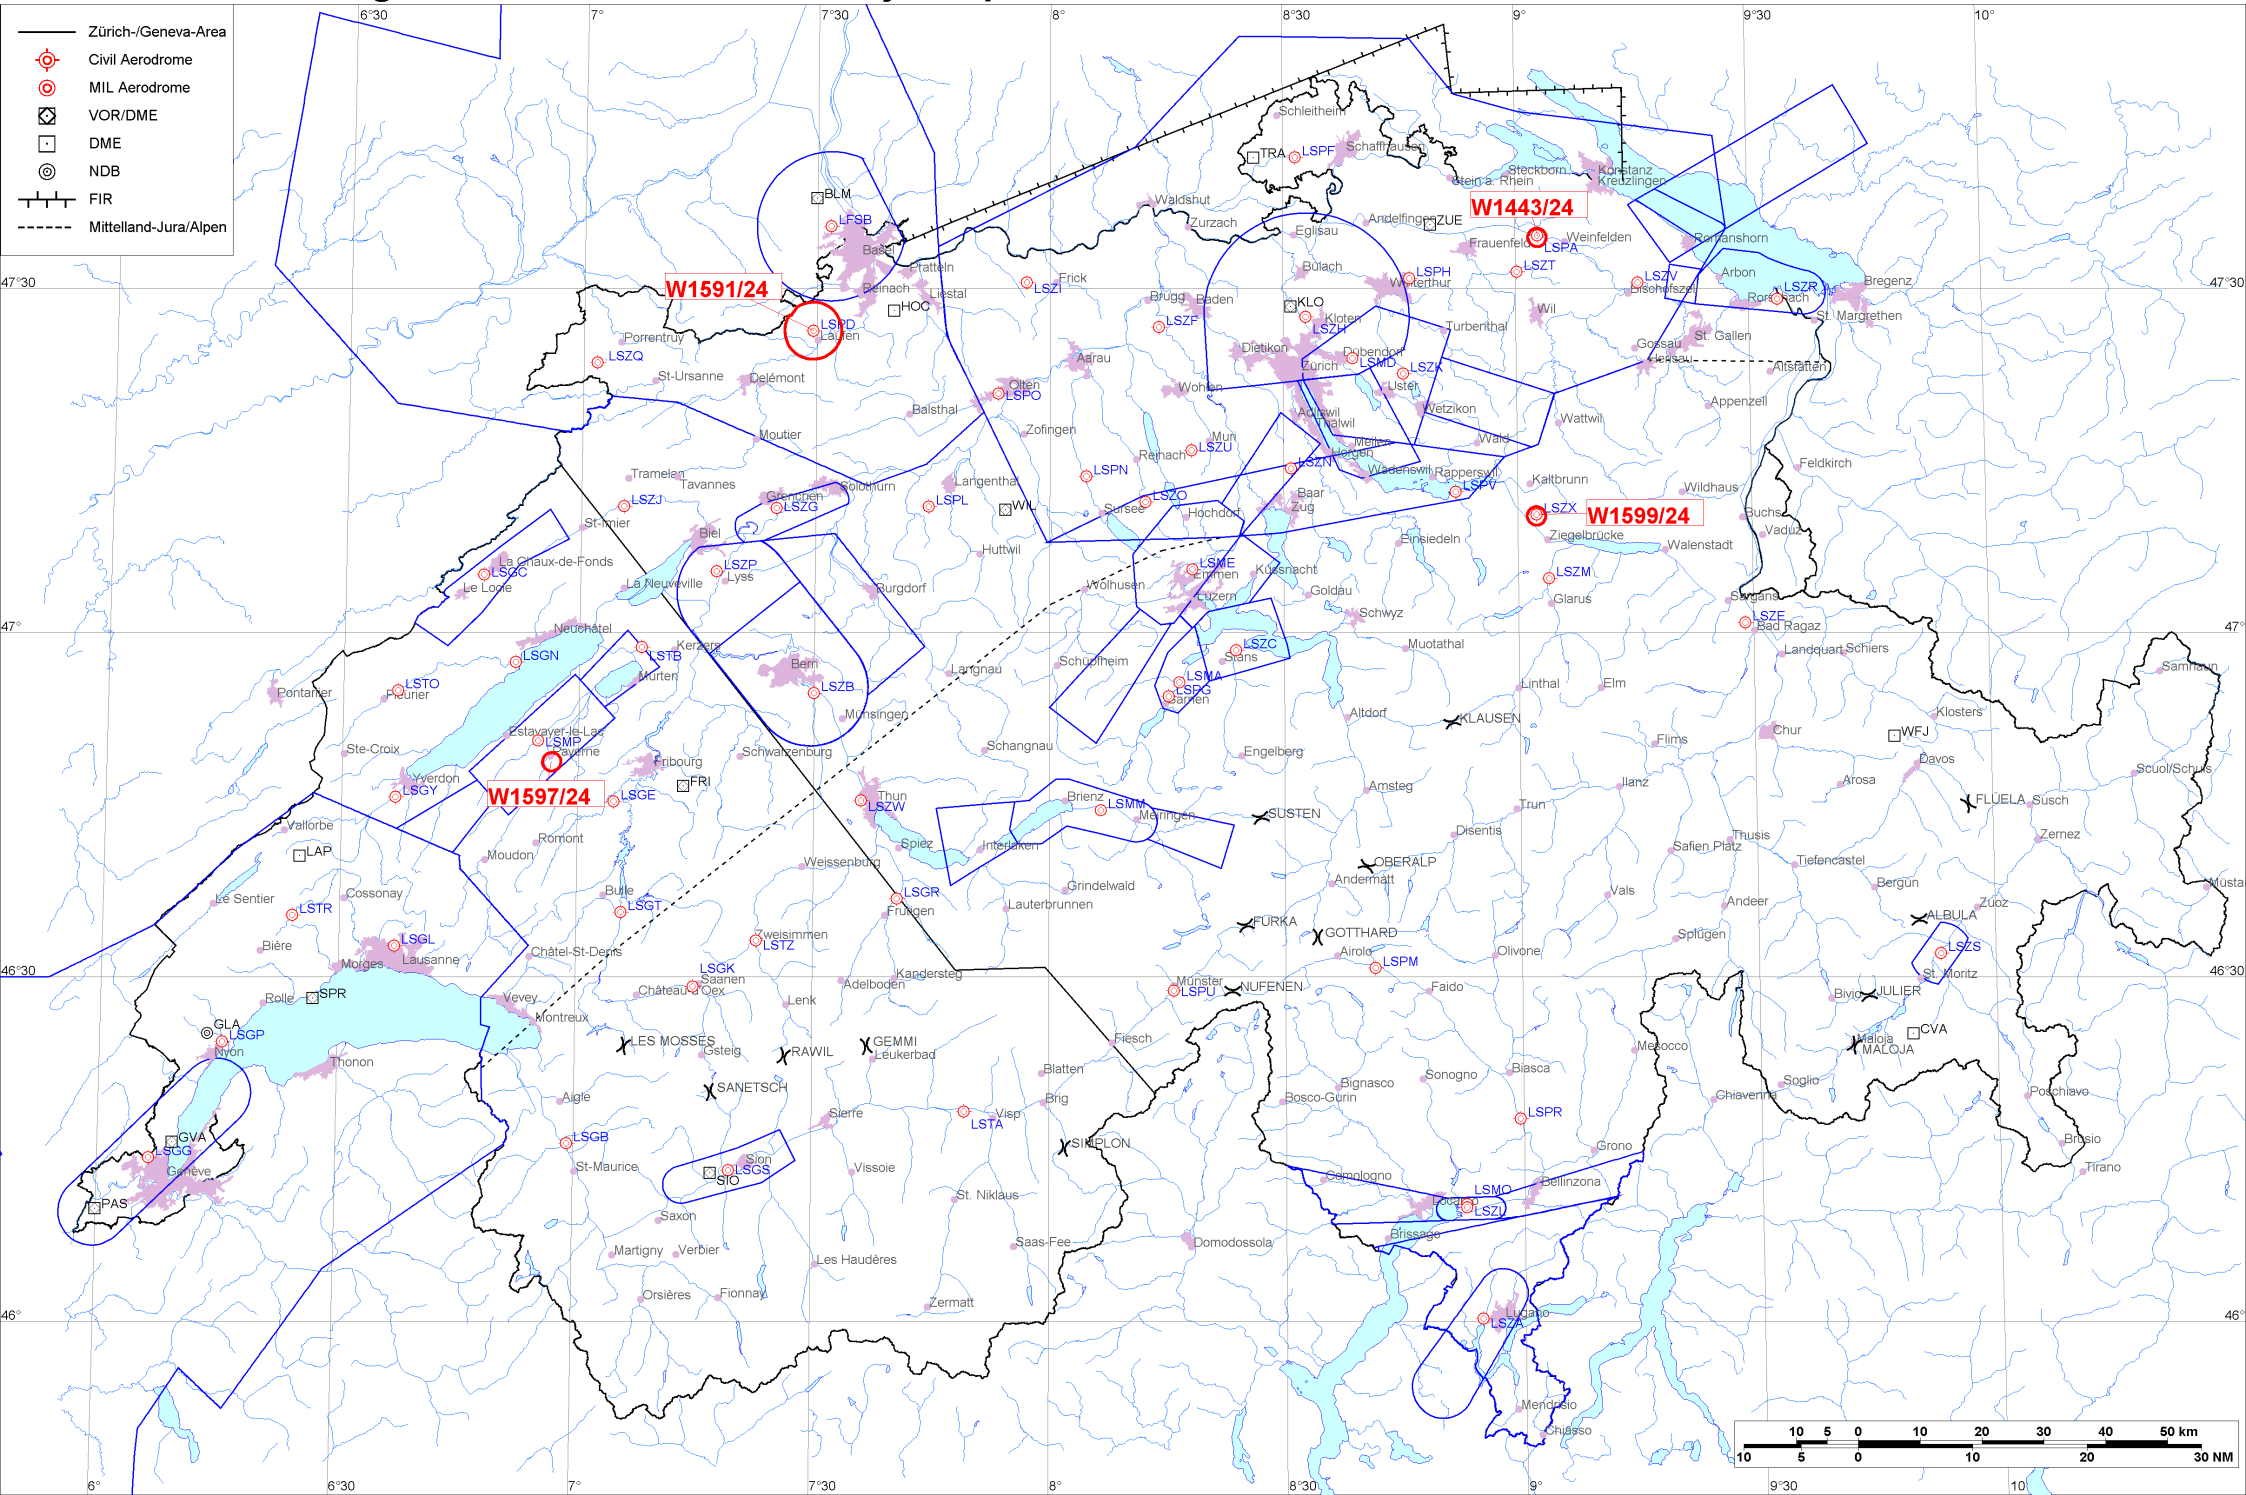 6°30
7°
7°30
8°
8°30
9°
9°30
10°
Zürich-/Geneva-Area
Civil Aerodrome
MIL Aerodrome
VOR/DME
DME
NDB
FIR
Mittelland-Jura/Alpen
Schleitheim
TRA
LSPF
Schaffhausen
Steckborn
Stein a. Rhein
Konstanz
Kreuzlingen
BLM
LFSB
Basel
Waldshut
Zurzach
Eglisau
Andelfingen
ZUE
W1443/24
Weinfelden
LSPA
Frauenfeld
Romanshorn
Pratteln
Reinach
Liestal
HOC
W1591/24
LSPD
Laufen
Frick
LSZI
Bülach
LSPH
Winterthur
LSZT
LSZV
Bischofszell
Arbon
LSZR
Rorschach
Bregenz
St. Margrethen
47°30
47°30
Brugg
Baden
LSZF
KLO
Kloten
LSZH
Turbenthal
Wil
St. Gallen
Gossau
Herisau
Altstätten
Porrentruy
LSZQ
St-Ursanne
Delémont
Aarau
Dietikon
Zürich
Dübendorf
LSMD
LSZK
Uster
Wetzikon
Olten
LSPO
Balsthal
Wohlen
Zofingen
Adliswil
Thalwil
Meilen
Horgen
Wald
Wattwil
Appenzell
Moutier
Muri
LSZU
Reinach
LSZN
Wädenswil
Rapperswil
LSPV
Kaltbrunn
Wildhaus
Feldkirch
Tramelan
Tavannes
LSZJ
Grenchen
LSZG
Solothurn
Langenthal
LSPL
WIL
LSPN
LSZO
Sursee
Hochdorf
Baar
Zug
LSZX
W1599/24
Ziegelbrücke
Walenstadt
Buchs
Vaduz
St-Imier
Biel
La Chaux-de-Fonds
LSGC
Le Locle
La Neuveville
LSZP
Lyss
Huttwil
Burgdorf
Wolhusen
LSME
Emmen
Luzern
Küssnacht
Einsiedeln
Goldau
Schwyz
LSZM
Glarus
Sargans
LSZE
Bad Ragaz
47°
47°
Neuchâtel
LSGN
LSTB
Kerzers
Murten
Bern
LSZB
Langnau
Schüpfheim
LSZC
Stans
LSMA
LSPG
Sarnen
Muotathal
Landquart
Schiers
Samnaun
Pontarlier
LSTO
Fleurier
Münsingen
Altdorf
Linthal
Elm
KLAUSEN
Klosters
Ste-Croix
Estavayer-le-Lac
LSMP
Payerne
Fribourg
FRI
Schwarzenburg
Schangnau
Engelberg
Flims
Chur
WFJ
Davos
Scuol/Schuls
Yverdon
LSGY
W1597/24
LSGE
Thun
LSZW
Brienz
LSMM
Meiringen
SUSTEN
Amsteg
Trun
Ilanz
Arosa
FLÜELA
Susch
Vallorbe
LAP
Romont
Moudon
Weissenburg
Spiez
Interlaken
OBERALP
Disentis
Safien Platz
Thusis
Tiefencastel
Zernez
Le Sentier
Cossonay
LSTR
Bulle
LSGT
LSGR
Frutigen
Grindelwald
Lauterbrunnen
Andermatt
Vals
Andeer
Bergün
Zuoz
Müsta
Bière
LSGL
Lausanne
Morges
Châtel-St-Denis
Zweisimmen
LSTZ
FURKA
GOTTHARD
Airolo
LSPM
Olivone
Splügen
ALBULA
LSZS
St. Moritz
46°30
46°30
Rolle
SPR
Vevey
Montreux
LSGK
Saanen
Château-d'Oex
Lenk
Adelboden
Kandersteg
Münster
LSPU
NUFENEN
Faido
Bivio
JULIER
GLA
LSGP
Nyon
Thonon
LES MOSSES
Gsteig
RAWIL
GEMMI
Leukerbad
Fiesch
Mesocco
Maloja
MALOJA
CVA
Blatten
Bignasco
Sonogno
Biasca
Soglio
Chiavenna
Poschiavo
Aigle
SANETSCH
Sierre
LSTA
Visp
Brig
Bosco-Gurin
LSPR
GVA
LSGG
Genève
LSGB
SIMPLON
Grono
Brusio
Tirano
St-Maurice
Sion
LSGS
SIO
Vissoie
Comologno
Bellinzona
PAS
St. Niklaus
LSMO
Locarno
LSZL
Saxon
Brissago
Martigny
Verbier
Les Haudères
Saas-Fee
Domodossola
Orsières
Fionnay
Zermatt
46°
46°
Lugano
LSZA
Mendrisio
Chiasso
10 5 0 10 20 30 40 50 km
10 5 0 10 20 30 NM
6°
6°30
7°
7°30
8°
8°30
9°
9°30
10°